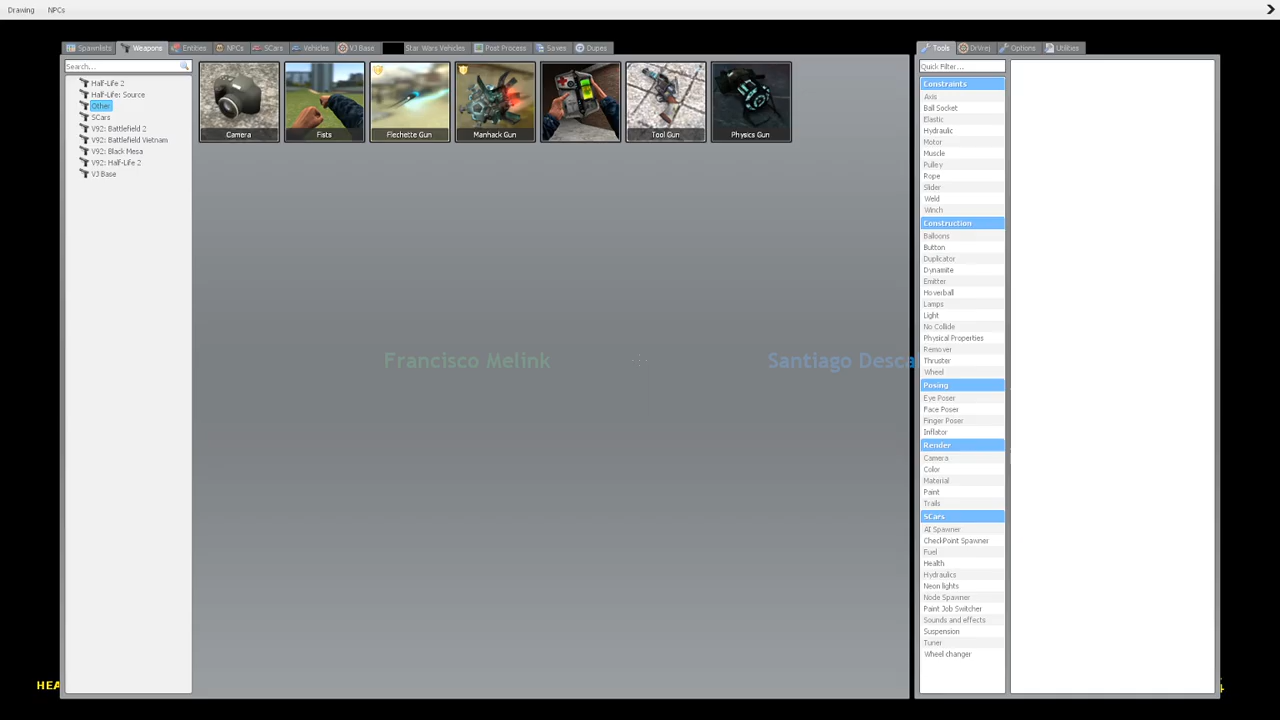 Drawing NPCs
Spawnlists Weapons Entities NPCs SCars Vehicles VJ Base Star Wars Vehicles Post Process Saves Dupes
Tools Options Utilities
Search...
Quick Filter...
Half-Life 2
Half-Life: Source
Other
SCars
V92: Battlefield 2
V92: Battlefield Vietnam
V92: Black Mesa
V92: Half-Life 2
VJ Base
Camera
Fists
Flechette Gun
Manhack Gun
Tool Gun
Physics Gun
Francisco Melink
Santiago Desca
HEA
Constraints
Axis
Ball Socket
Elastic
Hydraulic
Motor
Muscle
Pulley
Rope
Slider
Weld
Winch
Construction
Balloons
Button
Duplicator
Dynamite
Emitter
Hoverball
Lamps
Light
No Collide
Physical Properties
Remover
Thruster
Wheel
Posing
Eye Poser
Face Poser
Finger Poser
Inflator
Render
Camera
Color
Material
Paint
Trails
SCars
AI Spawner
CheckPoint Spawner
Fuel
Health
Hydraulics
Neon lights
Node Spawner
Paint Job Switcher
Sounds and effects
Suspension
Tuner
Wheel changer